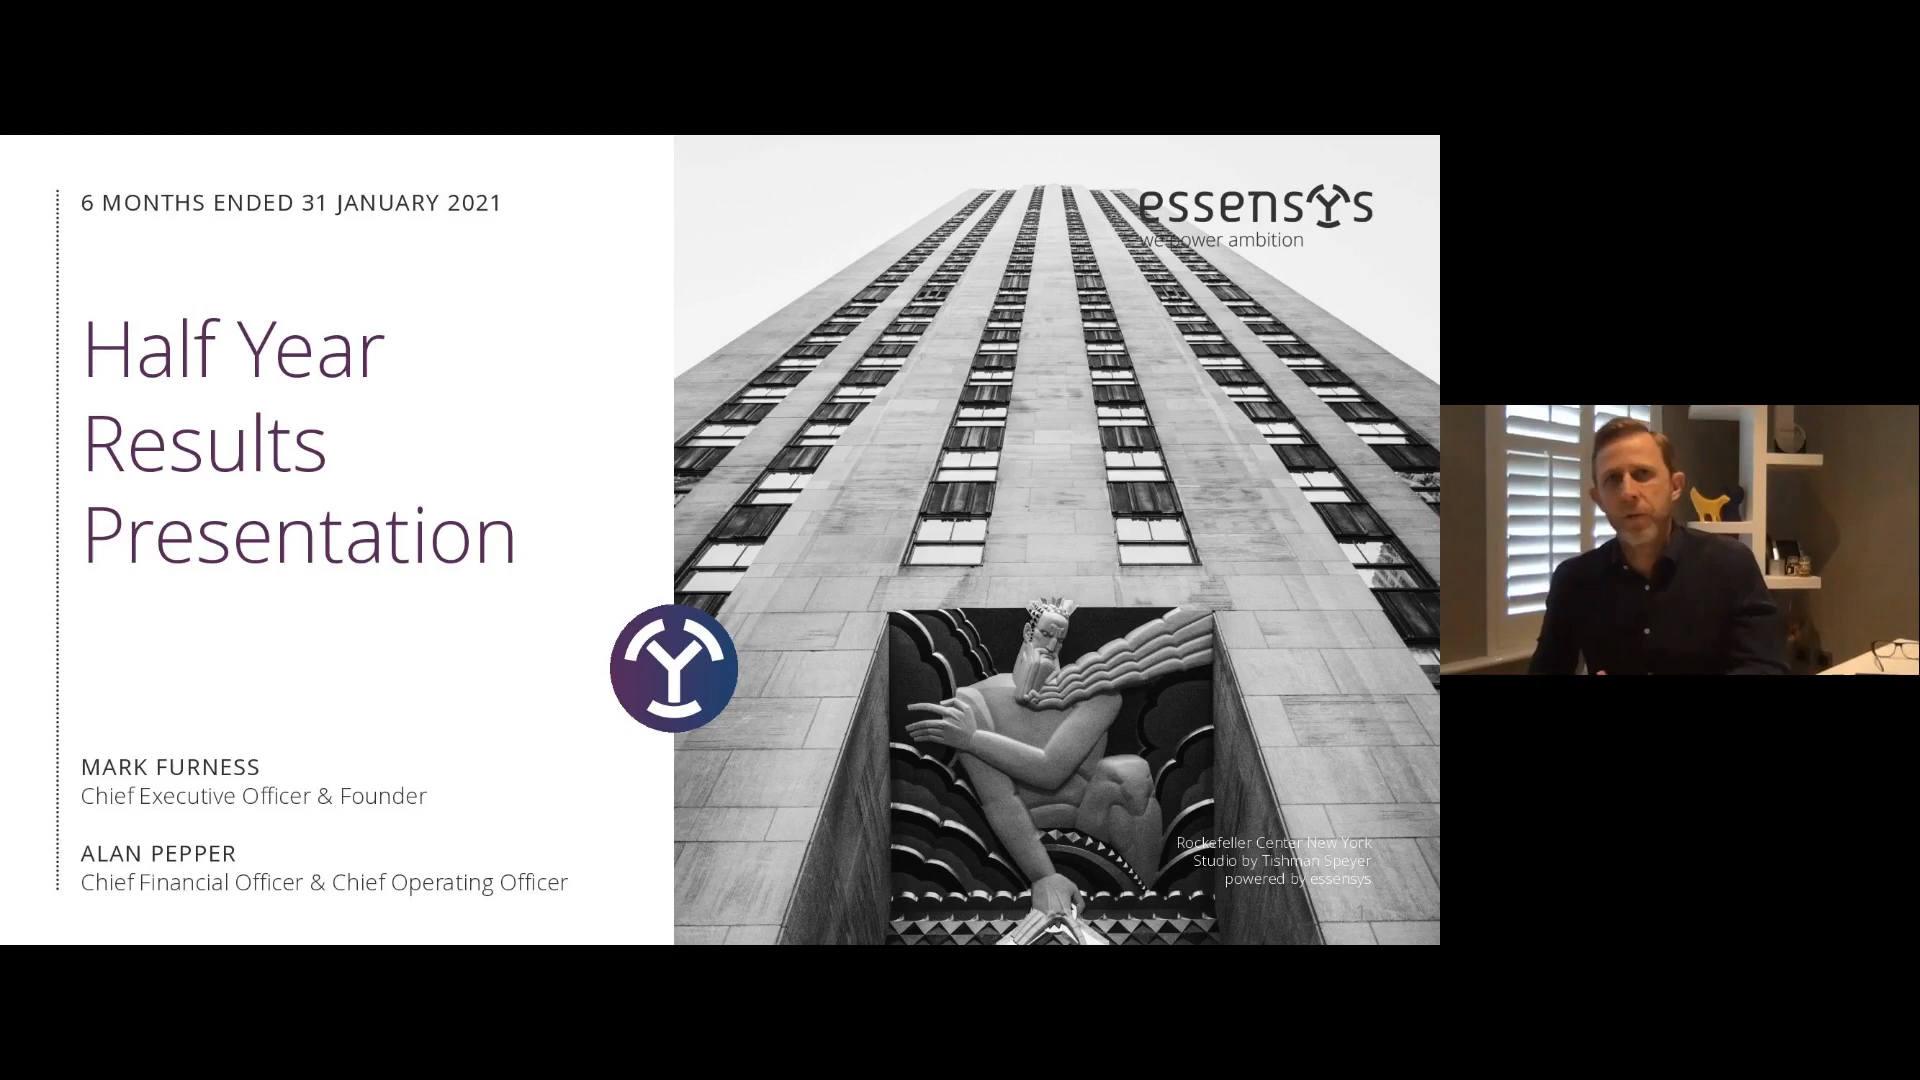 6 MONTHS ENDED 31 JANUARY 2021
Half Year
Results
Presentation
MARK FURNESS
Chief Executive Officer & Founder
ALAN PEPPER
Chief Financial Officer & Chief Operating Officer
essensys
we power ambition
Rockefeller Center New York
Studio by Tishman Speyer
powered by essensys